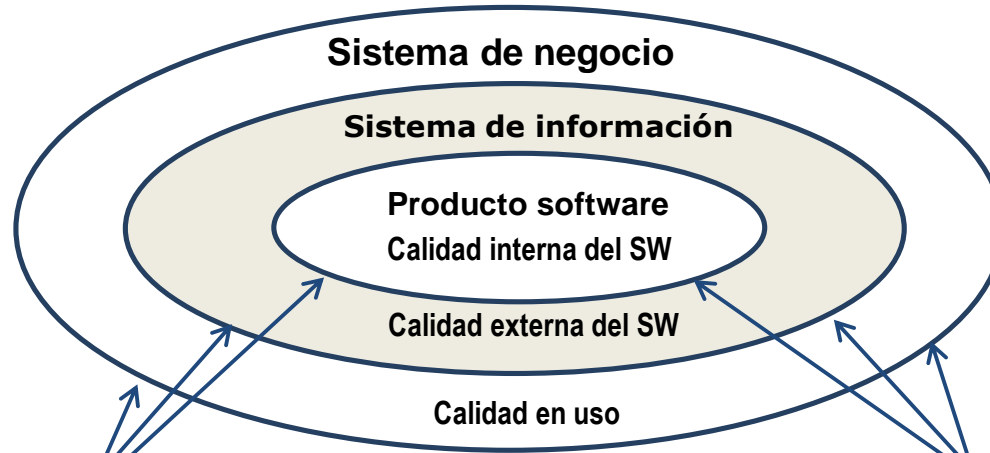 Sistema de negocio
Sistema de información
Producto software
Calidad interna del SW
Calidad externa del SW
Calidad en uso